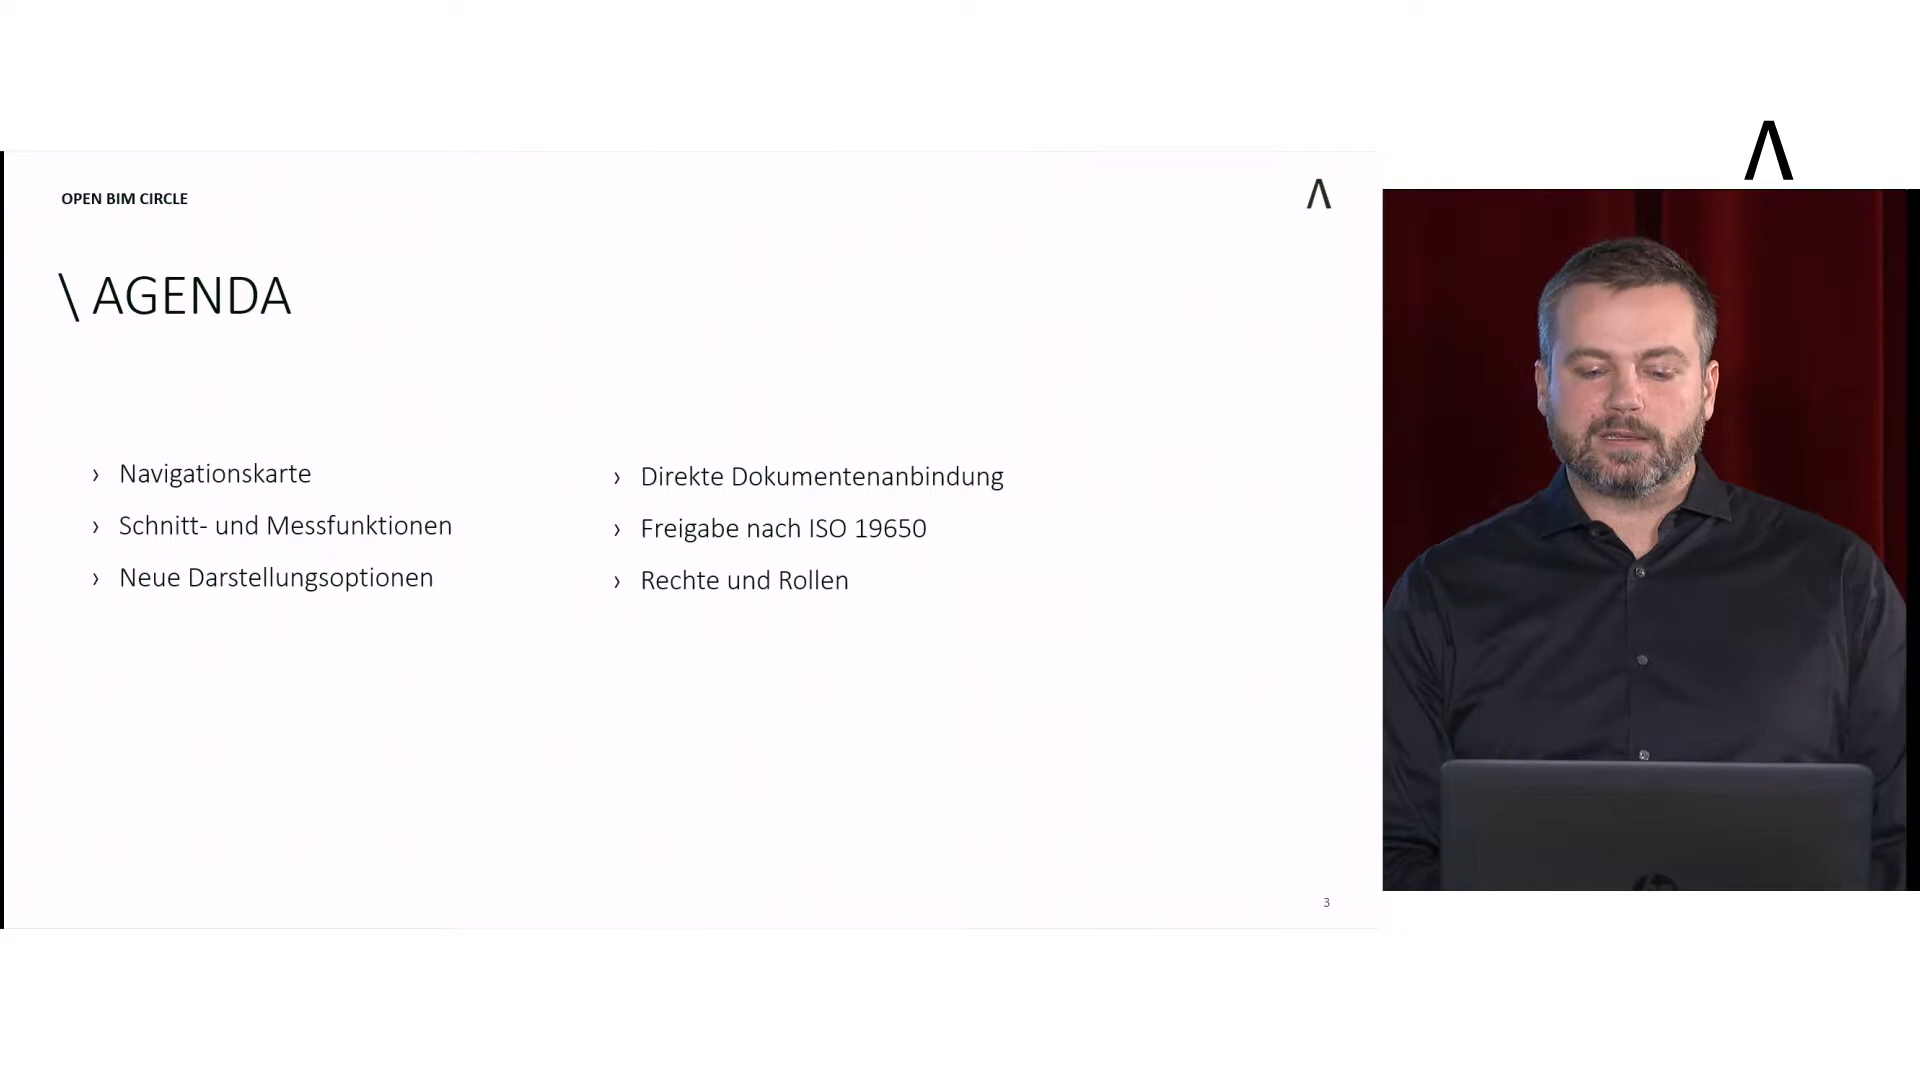 OPEN BIM CIRCLE
\ AGENDA
› Navigationskarte
› Schnitt- und Messfunktionen
› Neue Darstellungsoptionen
› Direkte Dokumentenanbindung
› Freigabe nach ISO 19650
› Rechte und Rollen
3